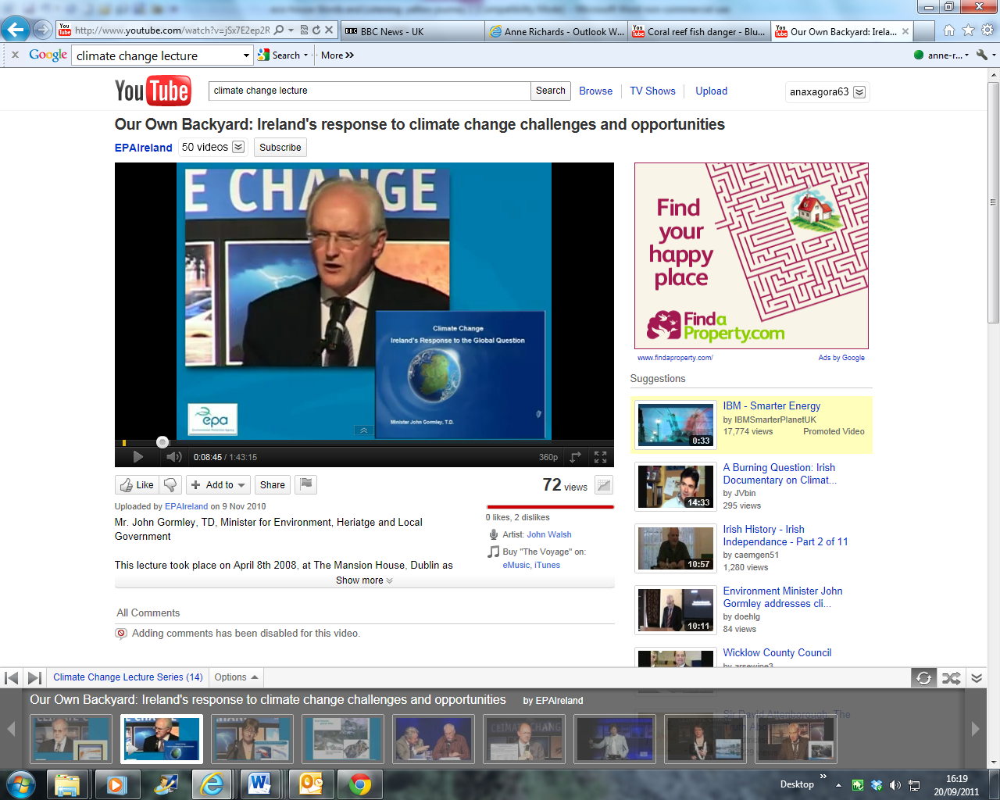 http://www.youtube.com/watch?v=jSx7E2ep2R
BBC News - UK
Anne Richards - Outlook W...
Coral reef fish danger - Blu...
Our Own Backyard: Irela...
x Google climate change lecture Search More »
anne-r...
YouTube
climate change lecture Search Browse TV Shows Upload
anaxagora63
Our Own Backyard: Ireland's response to climate change challenges and opportunities
EPAIreland 50 videos Subscribe
E CHANGE
Climate Change
Ireland's Response to the Global Question
Minister John Gormley, T.D.
epa
0:08:45 / 1:43:15
360p
Find
your
happy
place
Finda
Property.com
www.findaproperty.com/ Ads by Google
Like Add to Share
72 views
Uploaded by EPAIreland on 9 Nov 2010
Mr. John Gormley, TD, Minister for Environment, Heriatge and Local
Government
This lecture took place on April 8th 2008, at The Mansion House, Dublin as
Show more
0 likes, 2 dislikes
Artist: John Walsh
Buy "The Voyage" on:
eMusic, iTunes
All Comments
Adding comments has been disabled for this video.
Suggestions
IBM - Smarter Energy
by IBMSmarterPlanetUK
17,774 views Promoted Video
0:33
A Burning Question: Irish
Documentary on Climat...
by JVbin
295 views
14:33
Irish History - Irish
Independance - Part 2 of 11
by caemgen51
1,280 views
10:57
Environment Minister John
Gormley addresses cli...
by doehlg
84 views
10:11
Wicklow County Council
by arsewipe3
Climate Change Lecture Series (14) Options
Our Own Backyard: Ireland's response to climate change challenges and opportunities by EPAIreland
Sir David Attenborough: The
Truth
Desktop »
16:19
20/09/2011